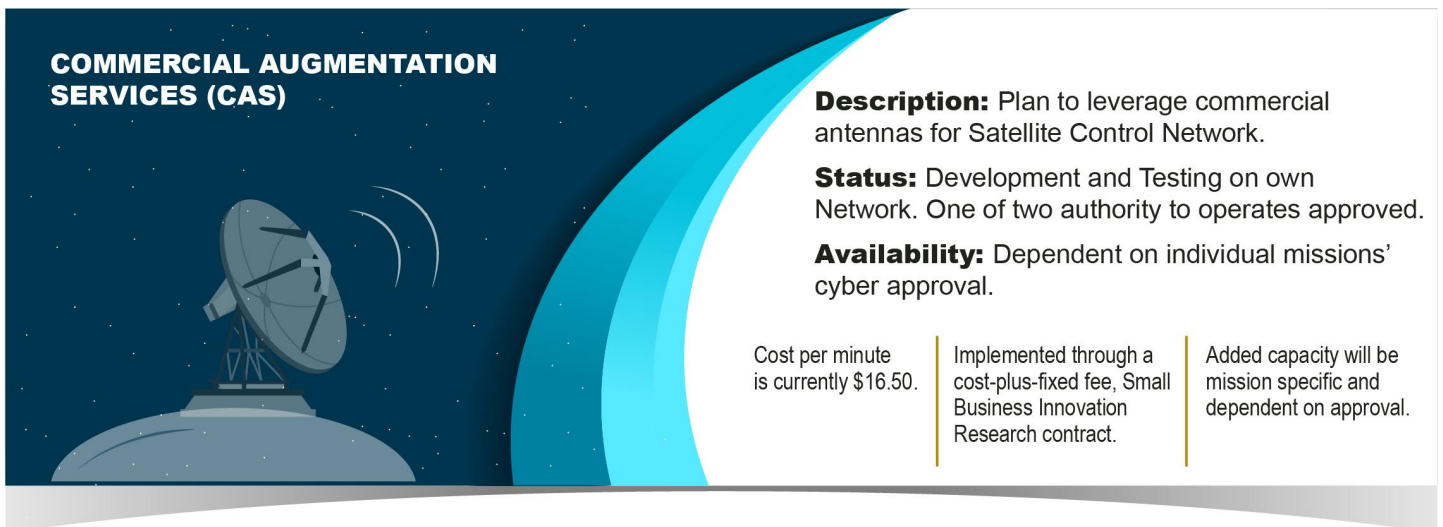 COMMERCIAL AUGMENTATION
SERVICES (CAS)
Description: Plan to leverage commercial
antennas for Satellite Control Network.
Status: Development and Testing on own
Network. One of two authority to operates approved.
Availability: Dependent on individual missions’
cyber approval.
Cost per minute
is currently $16.50.
Implemented through a
cost-plus-fixed fee, Small
Business Innovation
Research contract.
Added capacity will be
mission specific and
dependent on approval.